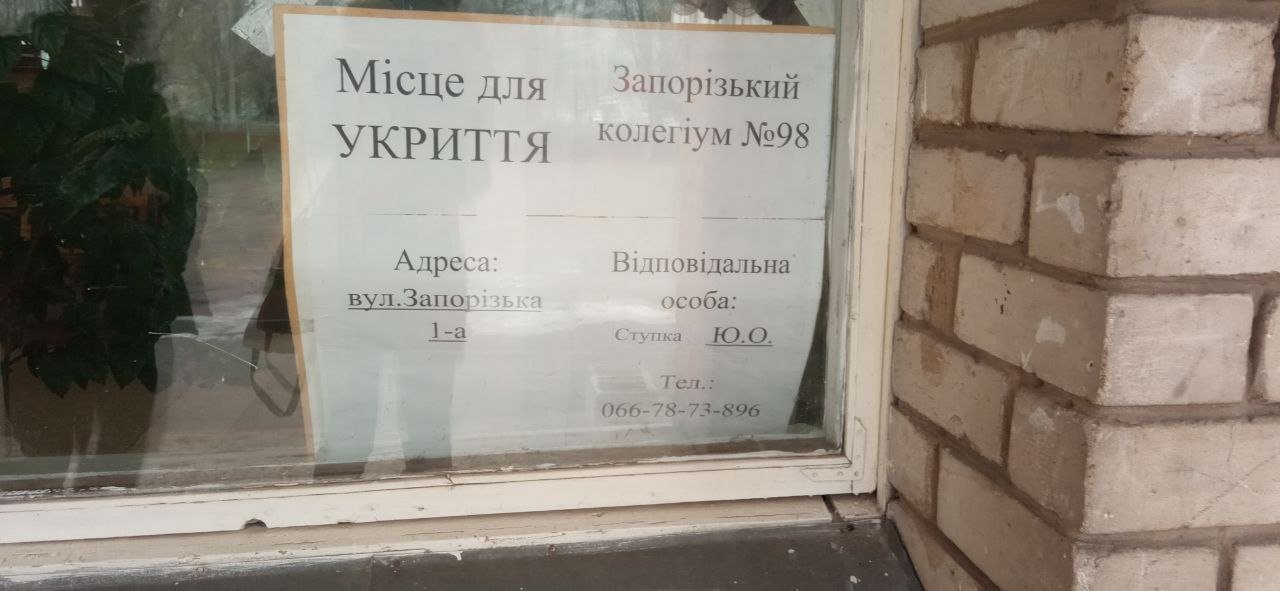 Місце для
УКРИТТЯ
Запорізький
колегіум №98
Адреса:
вул.Запорізька
1-а
Відповідальна
особа:
Ступка Ю.О.
Тел.:
066-78-73-896